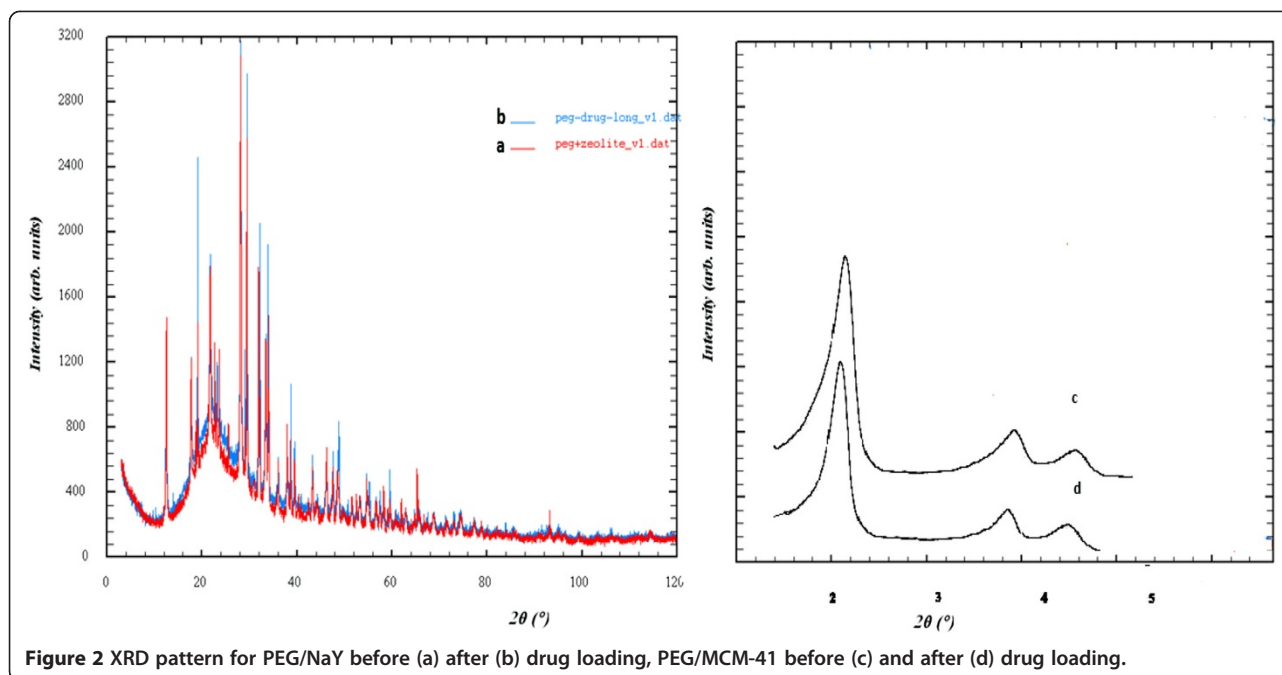 3200
2800
2400
2000
1600
1200
800
400
0
Intensity (arb. units)
0 20 40 60 80 100 120
2θ (°)
b peg-drug-long_v1.dat
a peg+zeolite_v1.dat
Intensity (arb. units)
c
d
2 3 4 5
2θ (°)
Figure 2 XRD pattern for PEG/NaY before (a) after (b) drug loading, PEG/MCM-41 before (c) and after (d) drug loading.